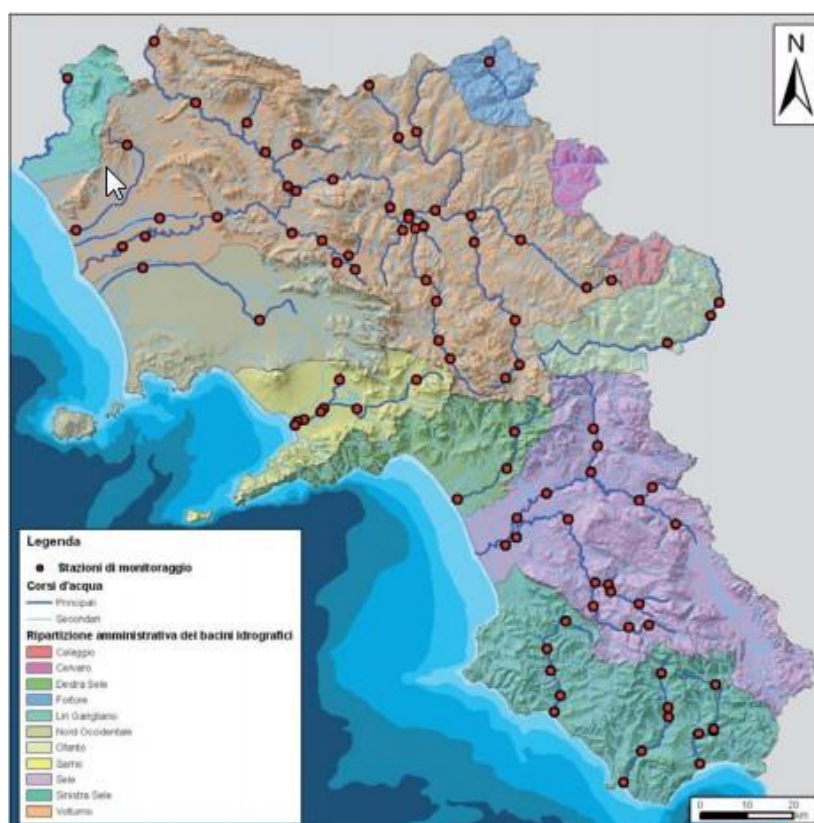 N
Legenda
Stazioni di monitoraggio
Corsi d'acqua
Principali
Secondari
Ripartizione amministrativa dei bacini idrografici
Calaggio
Cervaro
Destra Sele
Fortore
Liri Garigliano
Nord Occidentale
Ofanto
Sarno
Sele
Sinistra Sele
Volturno
0 10 20
km